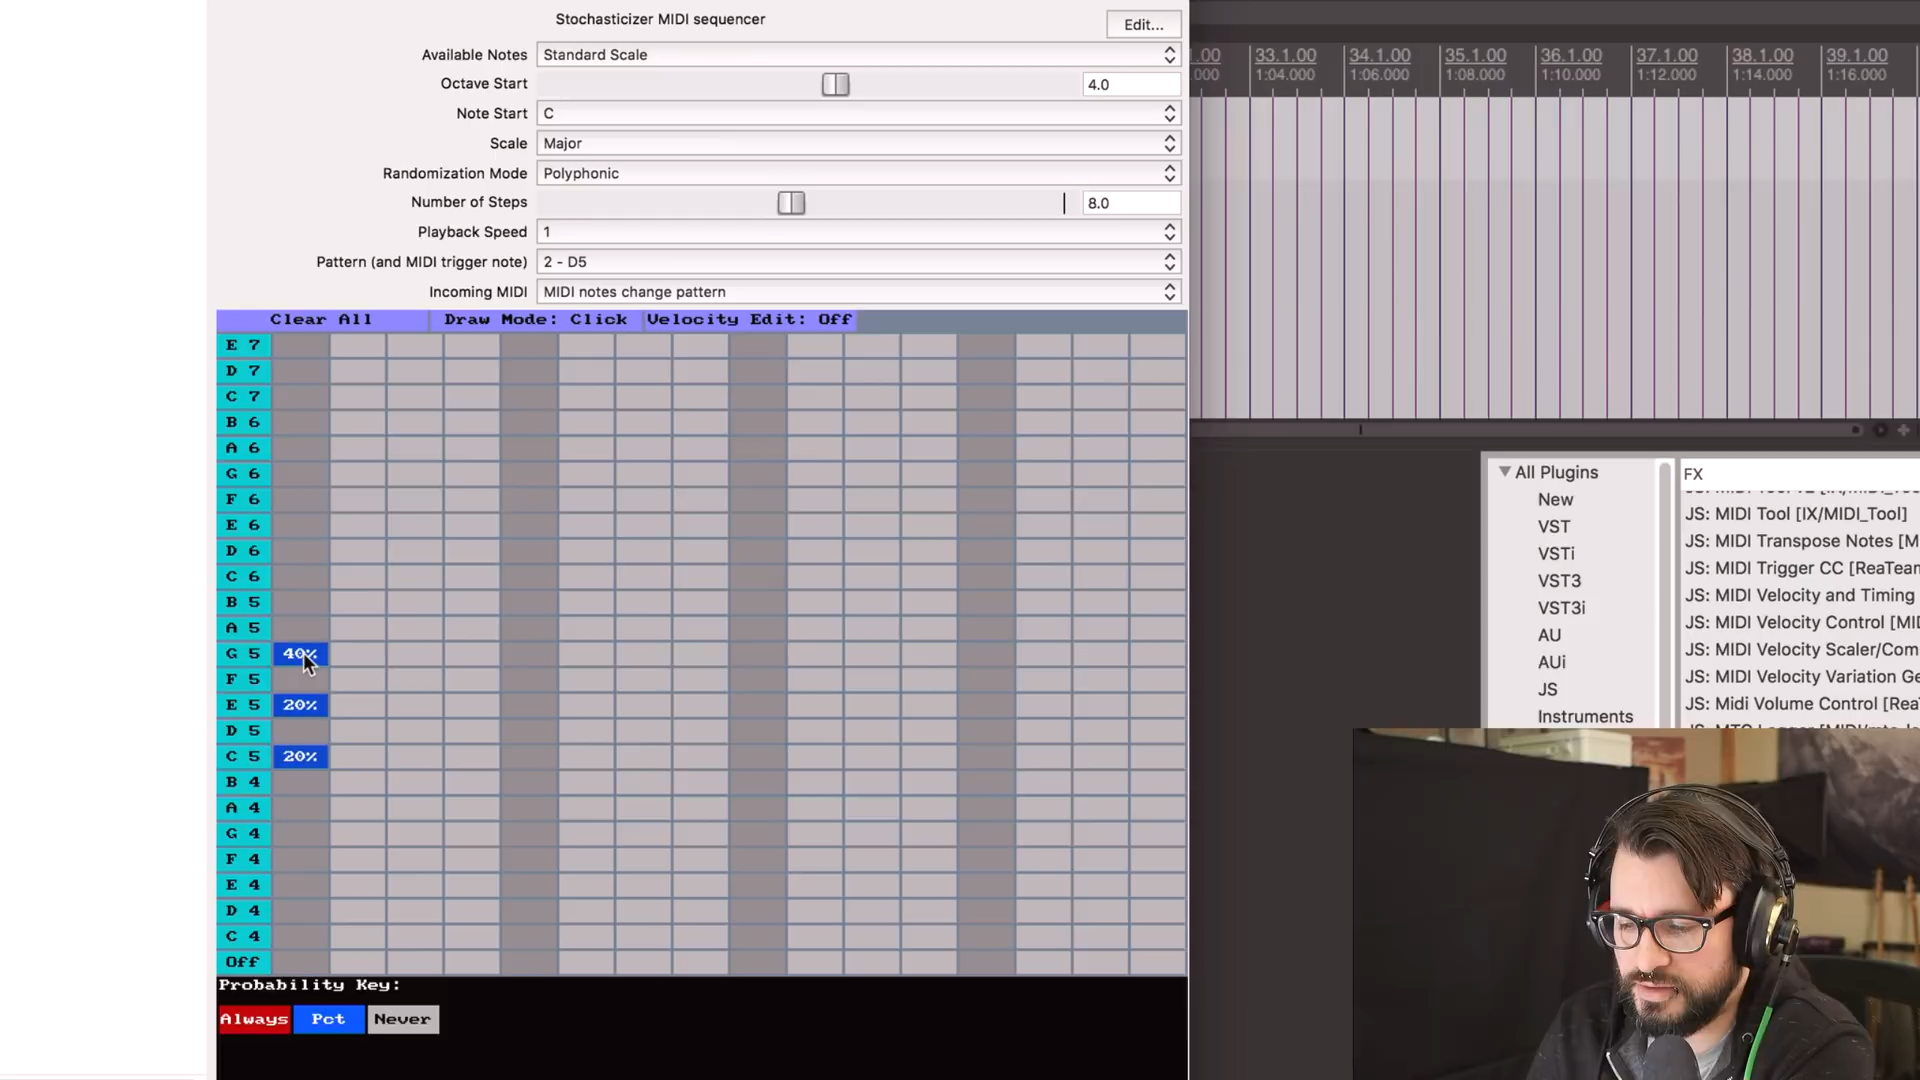 Stochasticizer MIDI sequencer
Edit...
Available Notes Standard Scale
Octave Start 4.0
Note Start C
Scale Major
Randomization Mode Polyphonic
Number of Steps 8.0
Playback Speed 1
Pattern (and MIDI trigger note) 2 - D5
Incoming MIDI MIDI notes change pattern
Clear All Draw Mode: Click Velocity Edit: Off
E 7
D 7
C 7
B 6
A 6
G 6
F 6
E 6
D 6
C 6
B 5
A 5
G 5 40%
F 5
E 5 20%
D 5
C 5 20%
B 4
A 4
G 4
F 4
E 4
D 4
C 4
Off
Probability Key:
Always Pct Never
.00 33.1.00 34.1.00 35.1.00 36.1.00 37.1.00 38.1.00 39.1.00
.000 1:04.000 1:06.000 1:08.000 1:10.000 1:12.000 1:14.000 1:16.000
All Plugins
New
VST
VSTi
VST3
VST3i
AU
AUi
JS
Instruments
FX
JS: MIDI Tool [IX/MIDI_Tool]
JS: MIDI Transpose Notes [M
JS: MIDI Trigger CC [ReaTean
JS: MIDI Velocity and Timing
JS: MIDI Velocity Control [MI
JS: MIDI Velocity Scaler/Com
JS: MIDI Velocity Variation Ge
JS: Midi Volume Control [Rea